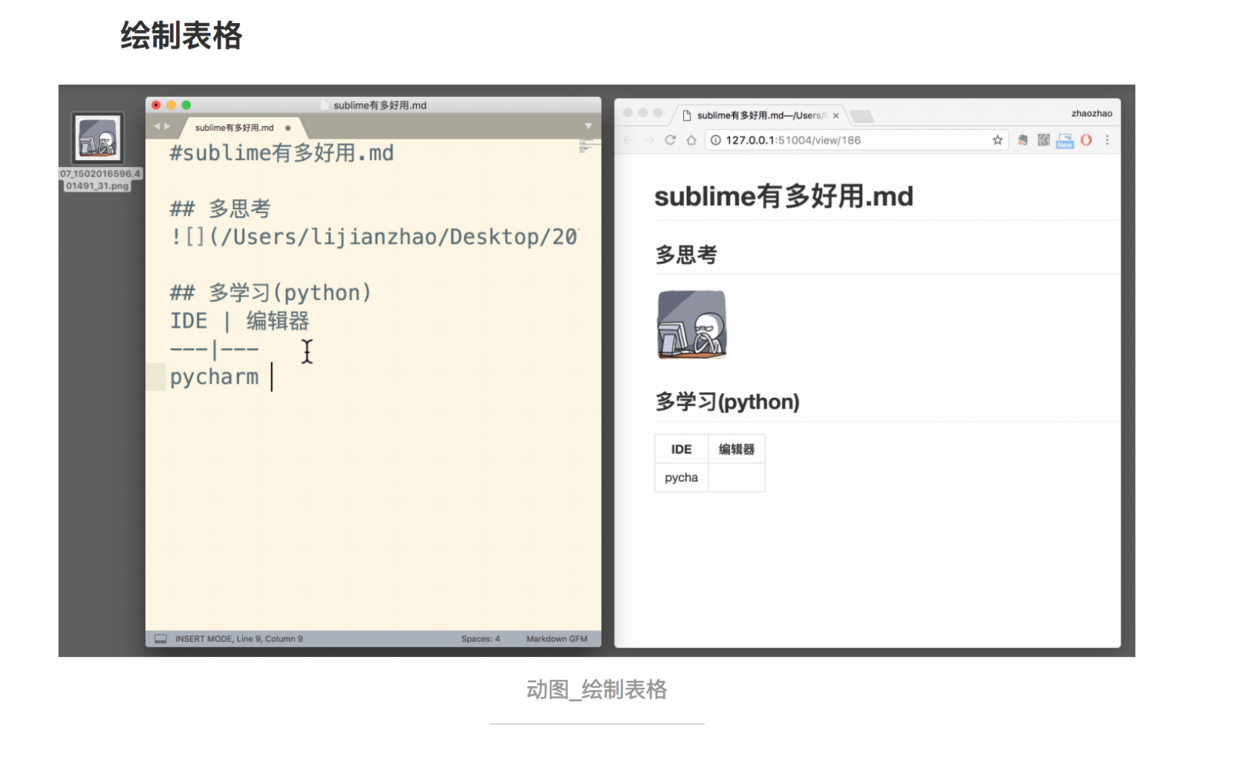 绘制表格
sublime有多好用.md
sublime有多好用.md
:07_1502016596.4
01491_31.png
#sublime有多好用.md
## 多思考
![](/Users/lijianzhao/Desktop/20
## 多学习(python)
IDE | 编辑器
---|---
pycharm
INSERT MODE, Line 9, Column 9
Spaces: 4
Markdown GFM
sublime有多好用.md—/Users/l
zhaozhao
127.0.0.1:51004/view/186
New
sublime有多好用.md
多思考
多学习(python)
IDE 编辑器
pycha
动图_绘制表格